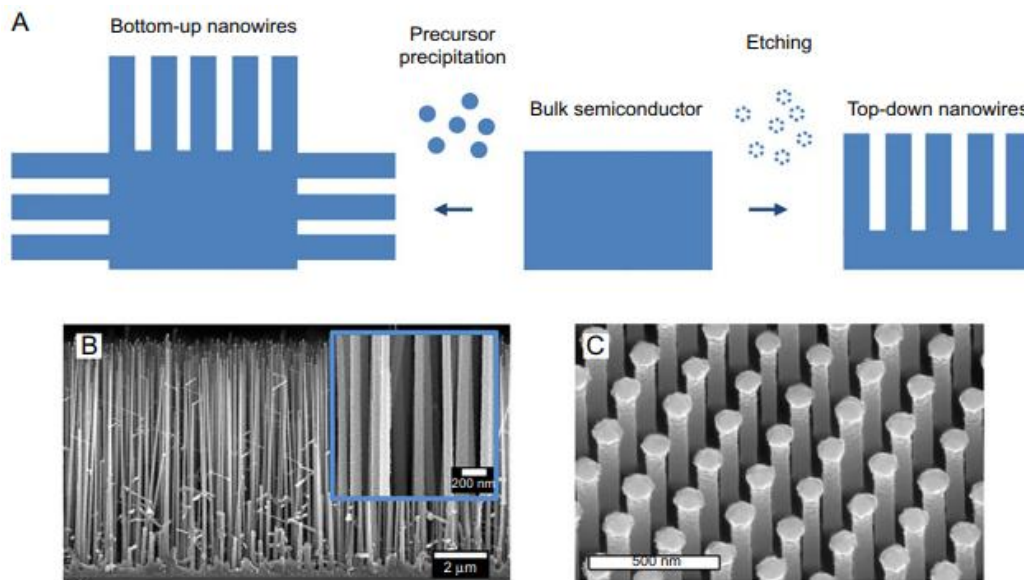 A
Bottom-up nanowires
Precursor
precipitation
Etching
Bulk semiconductor
Top-down nanowires
B
200 nm
2 μm
C
500 nm